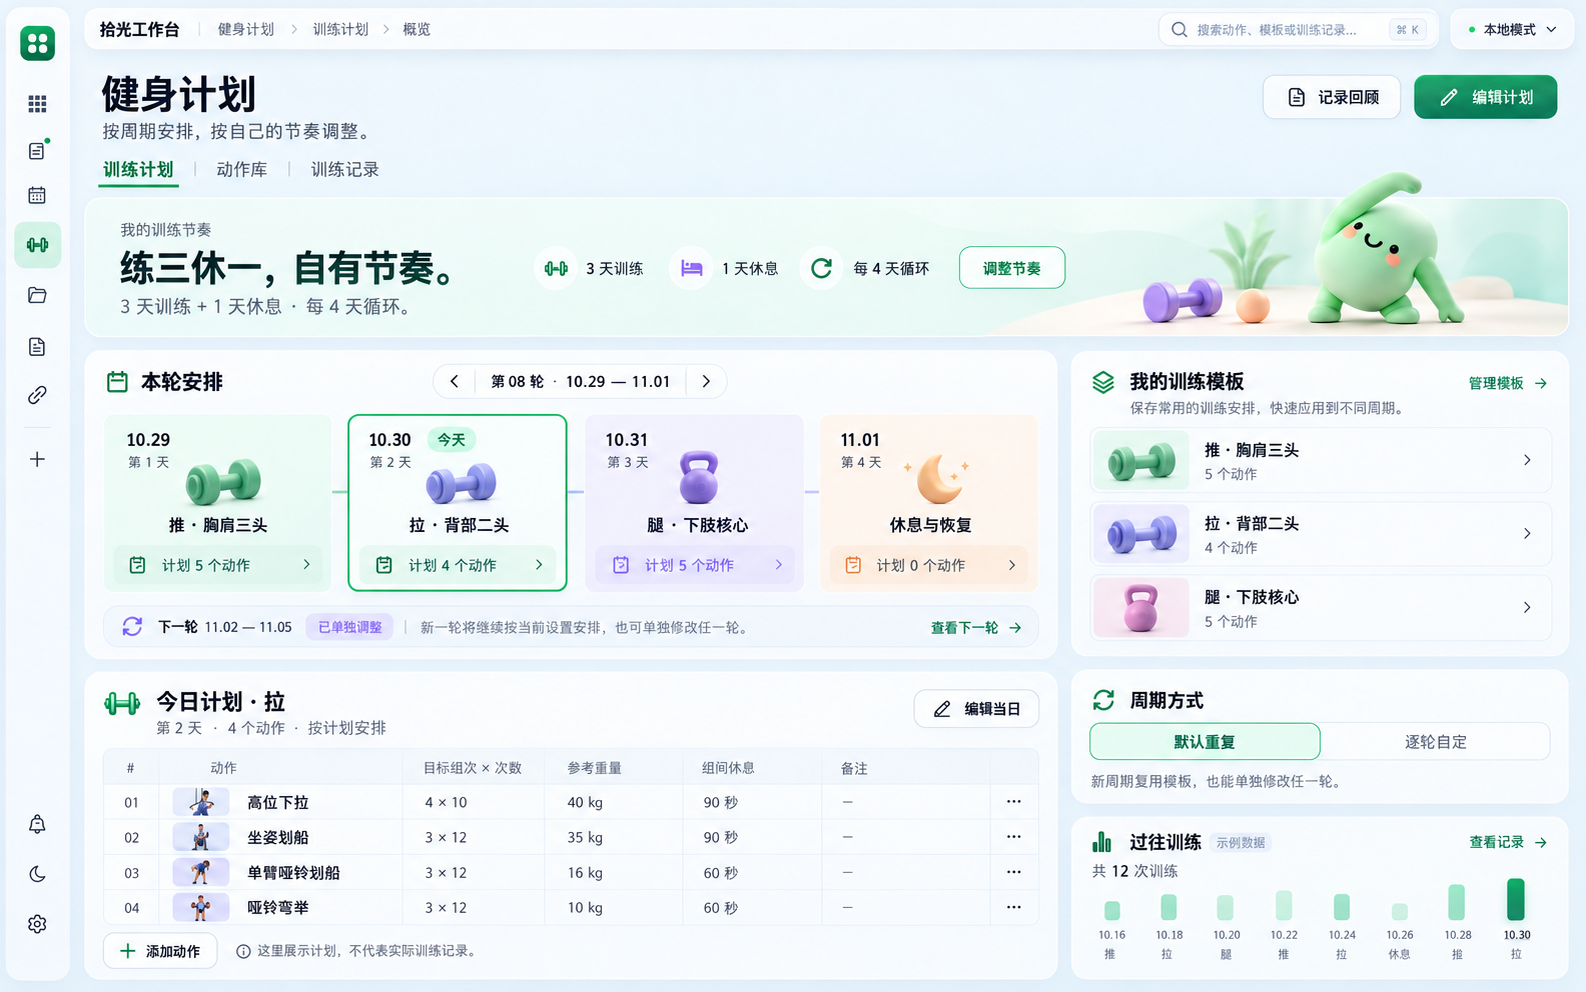 拾光工作台 健身计划 训练计划 概览
搜索动作、模板或训练记录... ⌘ K
本地模式
健身计划
按周期安排，按自己的节奏调整。
记录回顾
编辑计划
训练计划 动作库 训练记录
我的训练节奏
练三休一，自有节奏。
3 天训练 + 1 天休息 · 每 4 天循环。
3 天训练
1 天休息
每 4 天循环
调整节奏
本轮安排
第 08 轮 · 10.29 — 11.01
10.29
第 1 天
推 · 胸肩三头
计划 5 个动作
10.30 今天
第 2 天
拉 · 背部二头
计划 4 个动作
10.31
第 3 天
腿 · 下肢核心
计划 5 个动作
11.01
第 4 天
休息与恢复
计划 0 个动作
下一轮 11.02 — 11.05 已单独调整 新一轮将继续按当前设置安排，也可单独修改任一轮。 查看下一轮 →
我的训练模板
管理模板 →
保存常用的训练安排，快速应用到不同周期。
推 · 胸肩三头
5 个动作
拉 · 背部二头
4 个动作
腿 · 下肢核心
5 个动作
今日计划 · 拉
第 2 天 · 4 个动作 · 按计划安排
编辑当日
# 动作 目标组次 × 次数 参考重量 组间休息 备注
01 高位下拉 4 × 10 40 kg 90 秒 —
02 坐姿划船 3 × 12 35 kg 90 秒 —
03 单臂哑铃划船 3 × 12 16 kg 60 秒 —
04 哑铃弯举 3 × 12 10 kg 60 秒 —
添加动作
这里展示计划，不代表实际训练记录。
周期方式
默认重复 逐轮自定
新周期复用模板，也能单独修改任一轮。
过往训练 示例数据
查看记录 →
共 12 次训练
10.16 10.18 10.20 10.22 10.24 10.26 10.28 10.30
推 拉 腿 推 拉 休息 拉